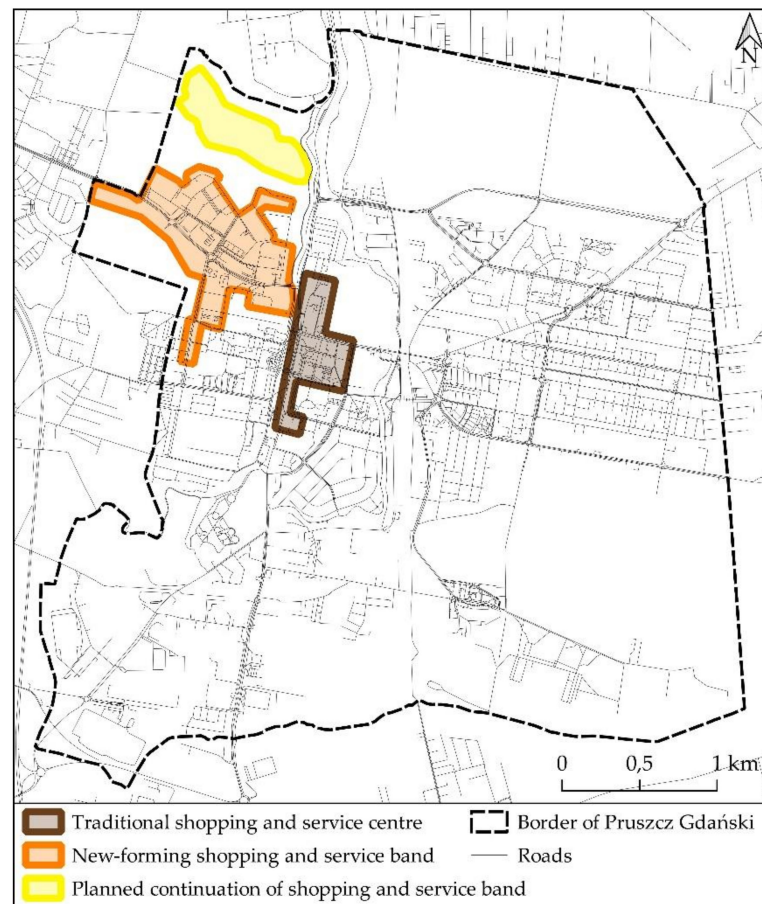 N
0 0,5 1 km
Traditional shopping and service centre
Border of Pruszcz Gdański
New-forming shopping and service band
Roads
Planned continuation of shopping and service band